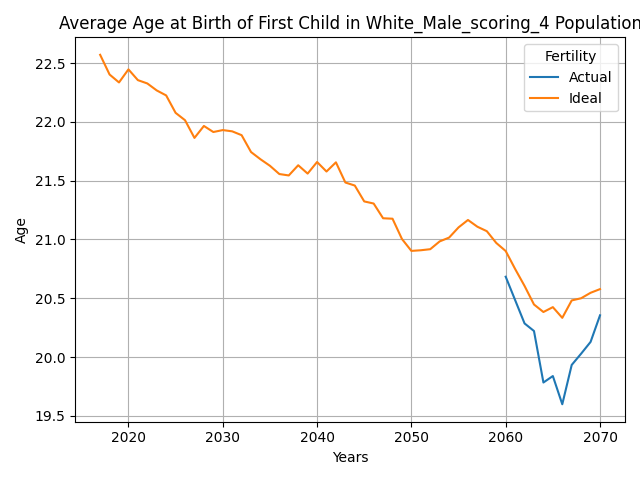 Average Age at Birth of First Child in White_Male_scoring_4 Population
Fertility
Actual
Ideal
22.5
22.0
21.5
21.0
20.5
20.0
19.5
Age
2020 2030 2040 2050 2060 2070
Years